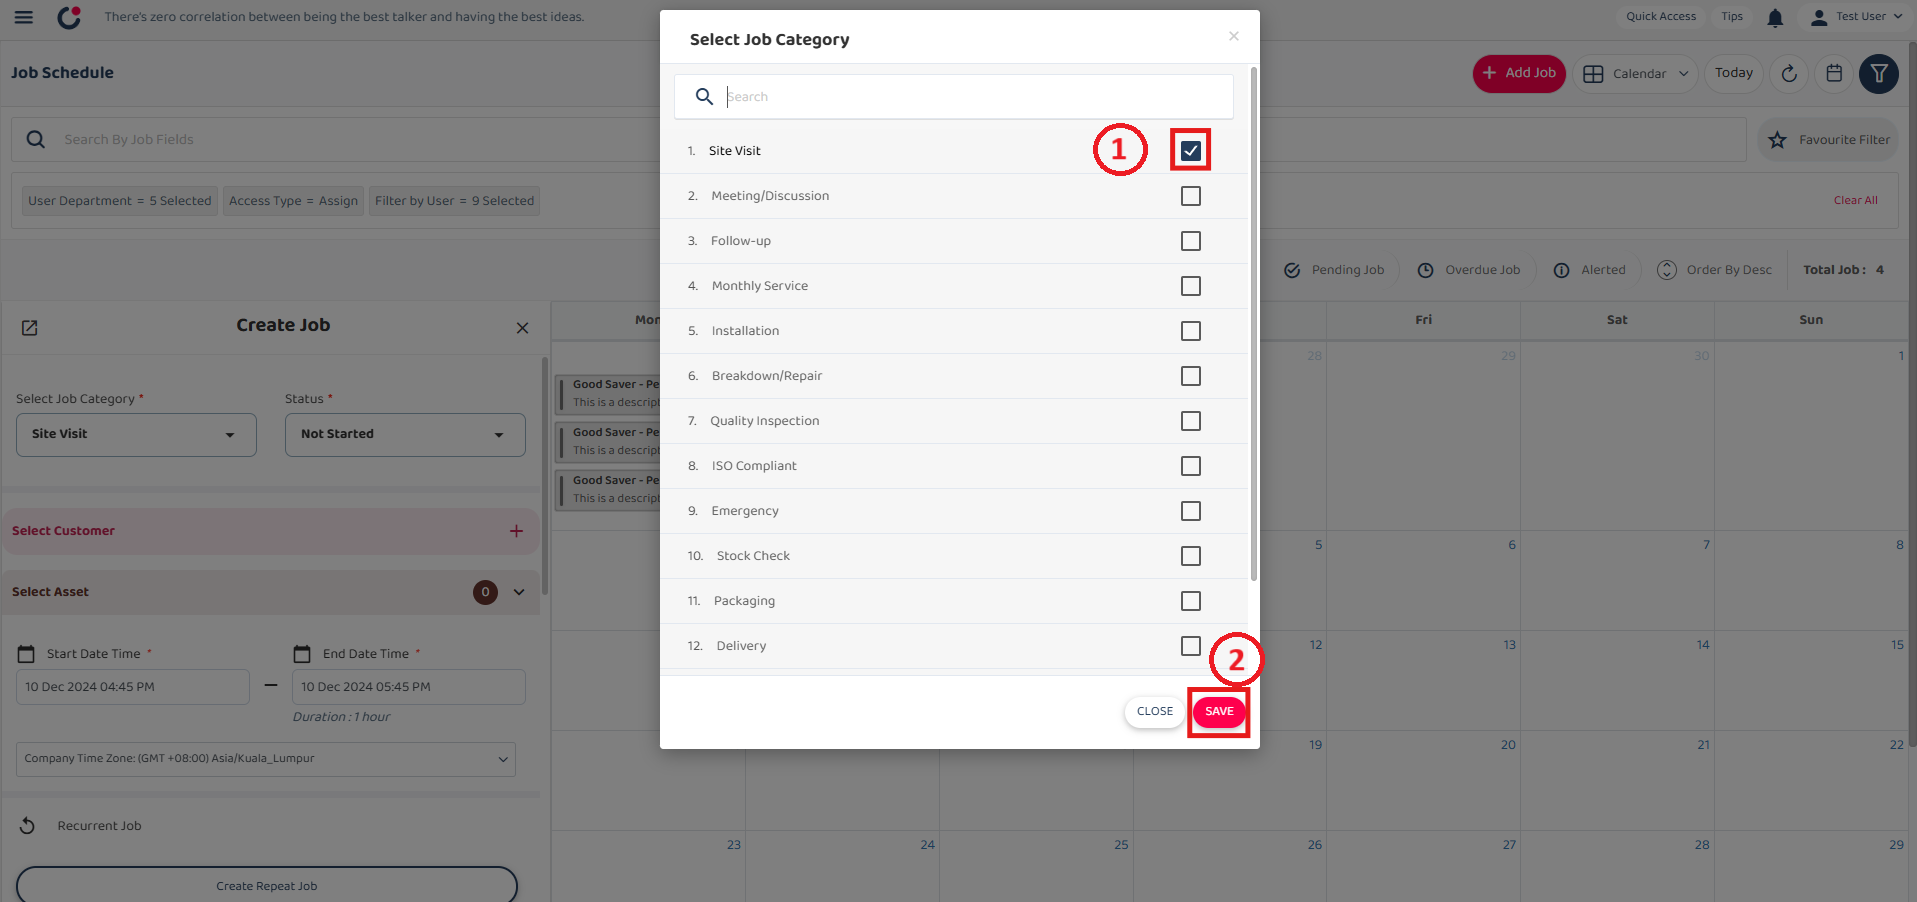 There's zero correlation between being the best talker and having the best ideas.
Quick Access
Tips
Test User
Job Schedule
Add Job
Calendar
Today
Search By Job Fields
Favourite Filter
User Department = 5 Selected
Access Type = Assign
Filter by User = 9 Selected
Clear All
Pending Job
Overdue Job
Alerted
Order By Desc
Total Job : 4
Create Job
Select Job Category *
Status *
Site Visit
Not Started
Select Customer
Select Asset
0
Start Date Time *
End Date Time *
10 Dec 2024 04:45 PM
10 Dec 2024 05:45 PM
Duration : 1 hour
Company Time Zone: (GMT +08:00) Asia/Kuala_Lumpur
Recurrent Job
Create Repeat Job
Select Job Category
Search
1. Site Visit
1
2. Meeting/Discussion
3. Follow-up
4. Monthly Service
5. Installation
6. Breakdown/Repair
7. Quality Inspection
8. ISO Compliant
9. Emergency
10. Stock Check
11. Packaging
12. Delivery
2
CLOSE
SAVE
Mon
Fri
Sat
Sun
28
29
30
1
Good Saver - Pe
This is a descript
Good Saver - Pe
This is a descript
Good Saver - Pe
This is a descript
5
6
7
8
12
13
14
15
19
20
21
22
23
24
25
26
27
28
29